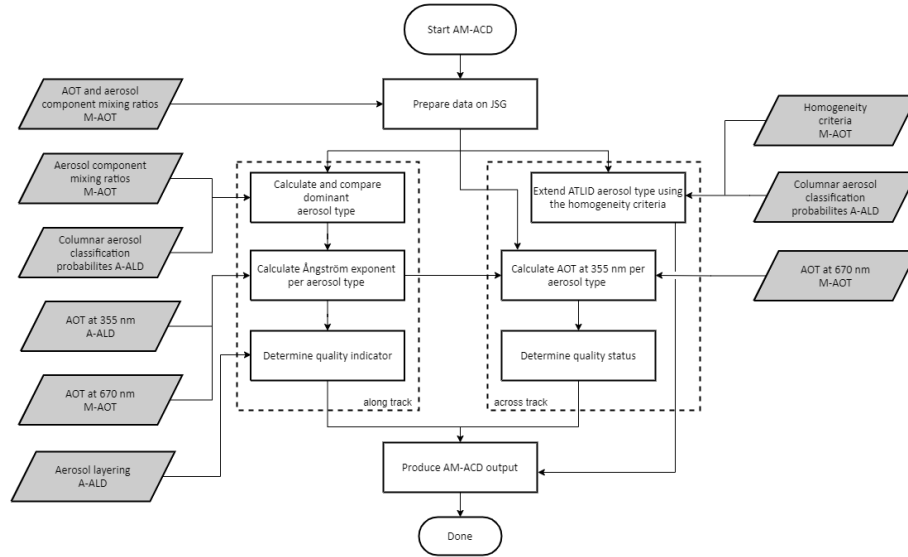 Start AM-ACD
AOT and aerosol
component mixing ratios
M-AOT
Prepare data on JSG
Homogeneity
criteria
M-AOT
Aerosol component
mixing ratios
M-AOT
Calculate and compare
dominant
aerosol type
Extend ATLID aerosol type using
the homogeneity criteria
Columnar aerosol
classification
probabilites A-ALD
Columnar aerosol
classification
probabilites A-ALD
Calculate Ångström exponent
per aerosol type
Calculate AOT at 355 nm per
aerosol type
AOT at 670 nm
M-AOT
AOT at 355 nm
A-ALD
Determine quality indicator
Determine quality status
AOT at 670 nm
M-AOT
along track
across track
Aerosol layering
A-ALD
Produce AM-ACD output
Done